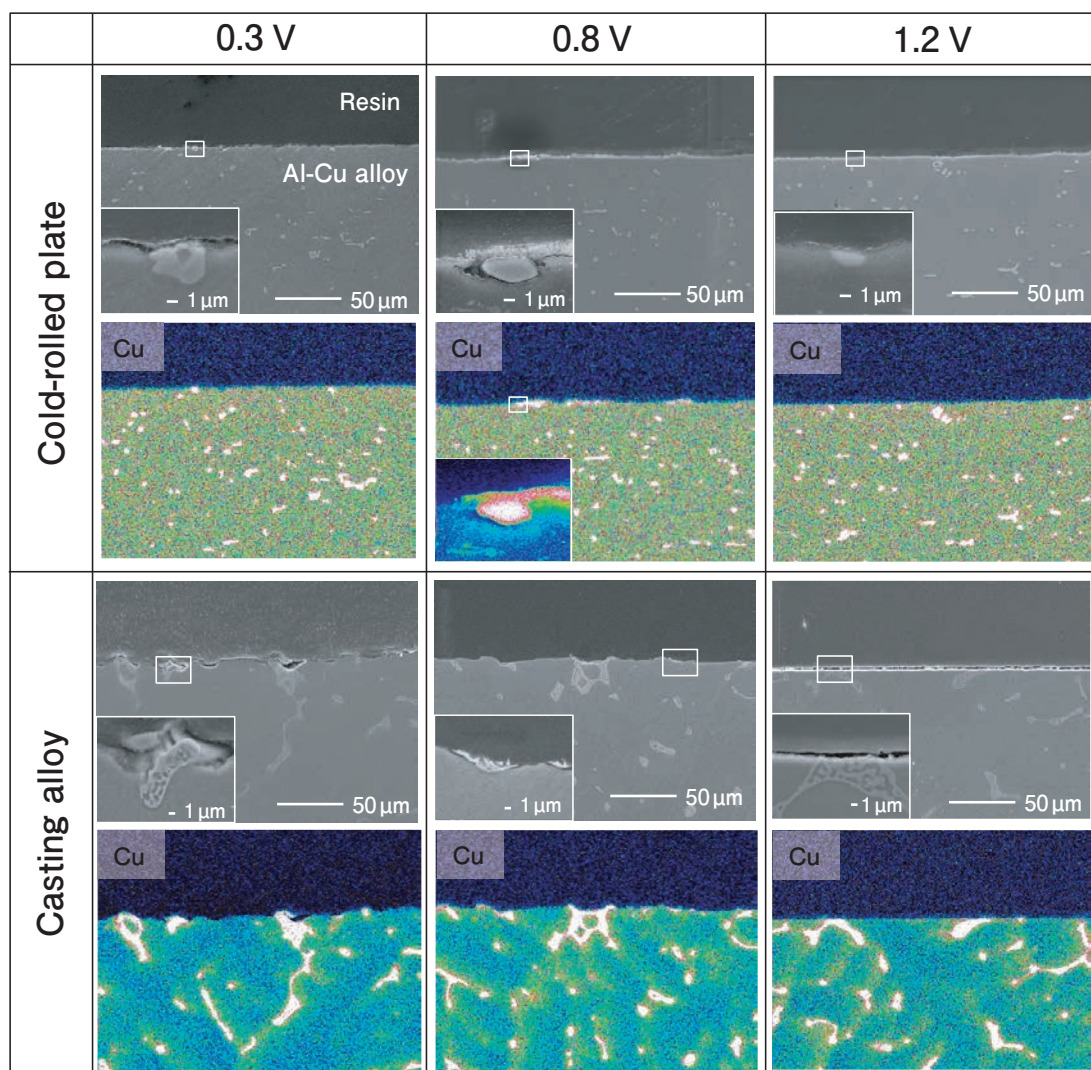 0.3 V
0.8 V
1.2 V
Cold-rolled plate
Resin
Al-Cu alloy
1 μm
50 μm
1 μm
50 μm
1 μm
50 μm
Cu
Cu
Cu
Casting alloy
1 μm
50 μm
1 μm
50 μm
1 μm
50 μm
Cu
Cu
Cu